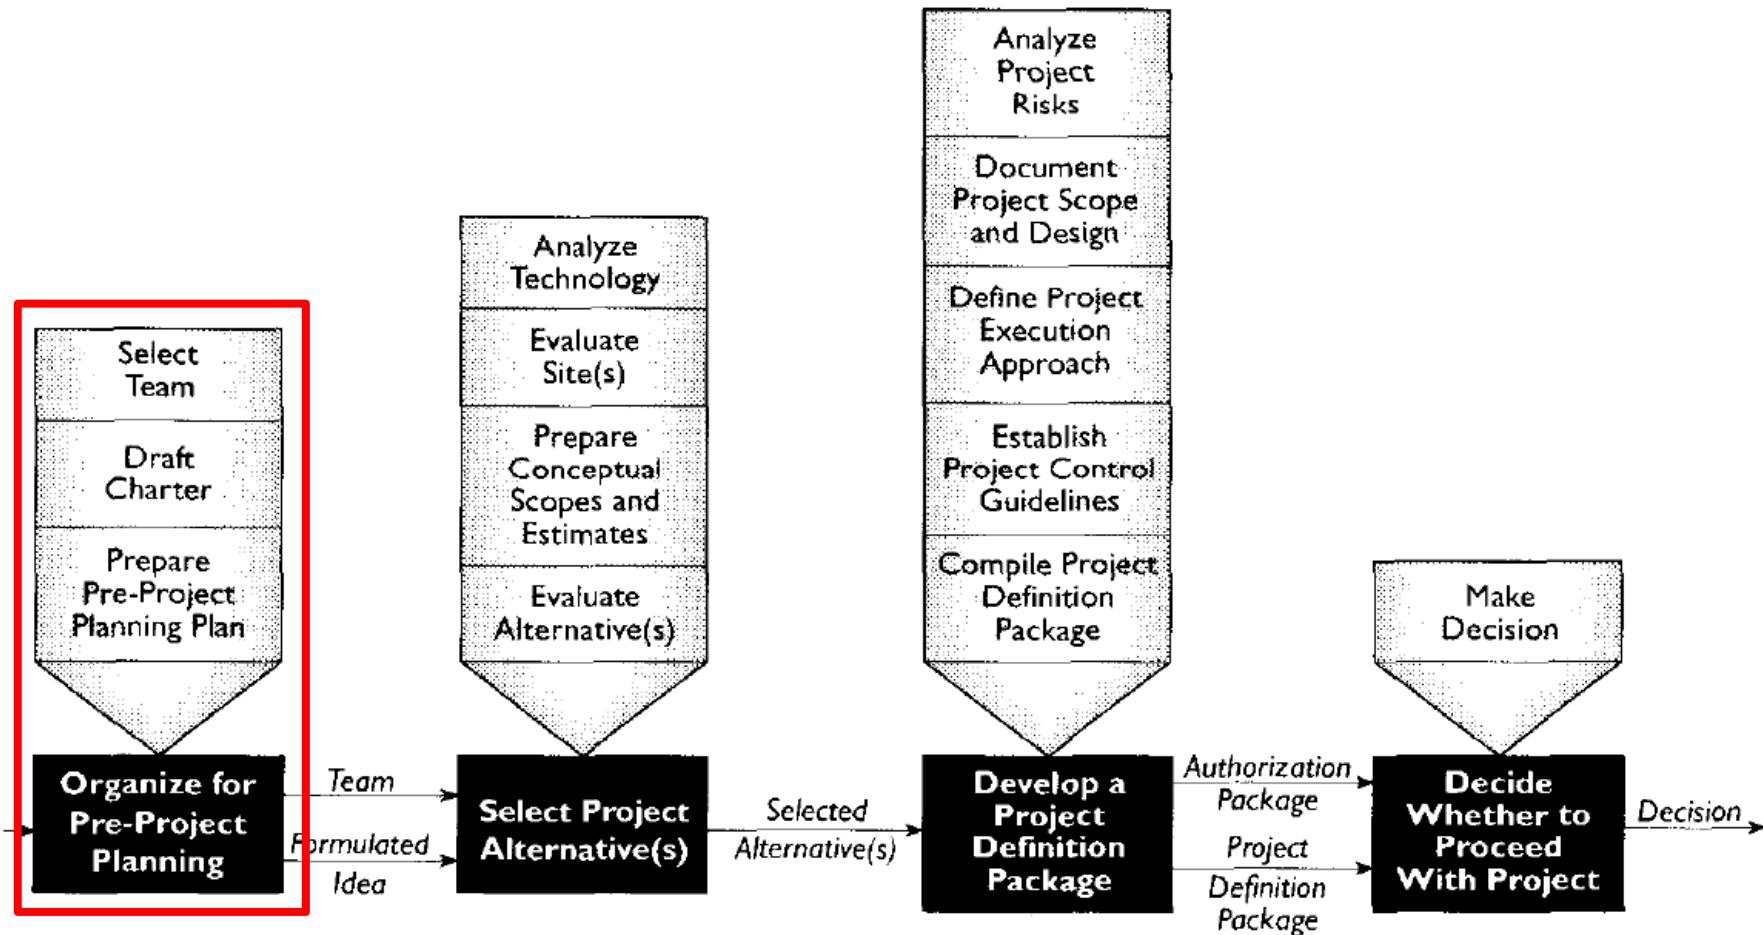 Select
Team
Draft
Charter
Prepare
Pre-Project
Planning Plan
Organize for
Pre-Project
Planning
Team
Formulated
Idea
Analyze
Technology
Evaluate
Site(s)
Prepare
Conceptual
Scopes and
Estimates
Evaluate
Alternative(s)
Select Project
Alternative(s)
Selected
Alternative(s)
Analyze
Project
Risks
Document
Project Scope
and Design
Define Project
Execution
Approach
Establish
Project Control
Guidelines
Compile Project
Definition
Package
Develop a
Project
Definition
Package
Authorization
Package
Project
Definition
Package
Make
Decision
Decide
Whether to
Proceed
With Project
Decision